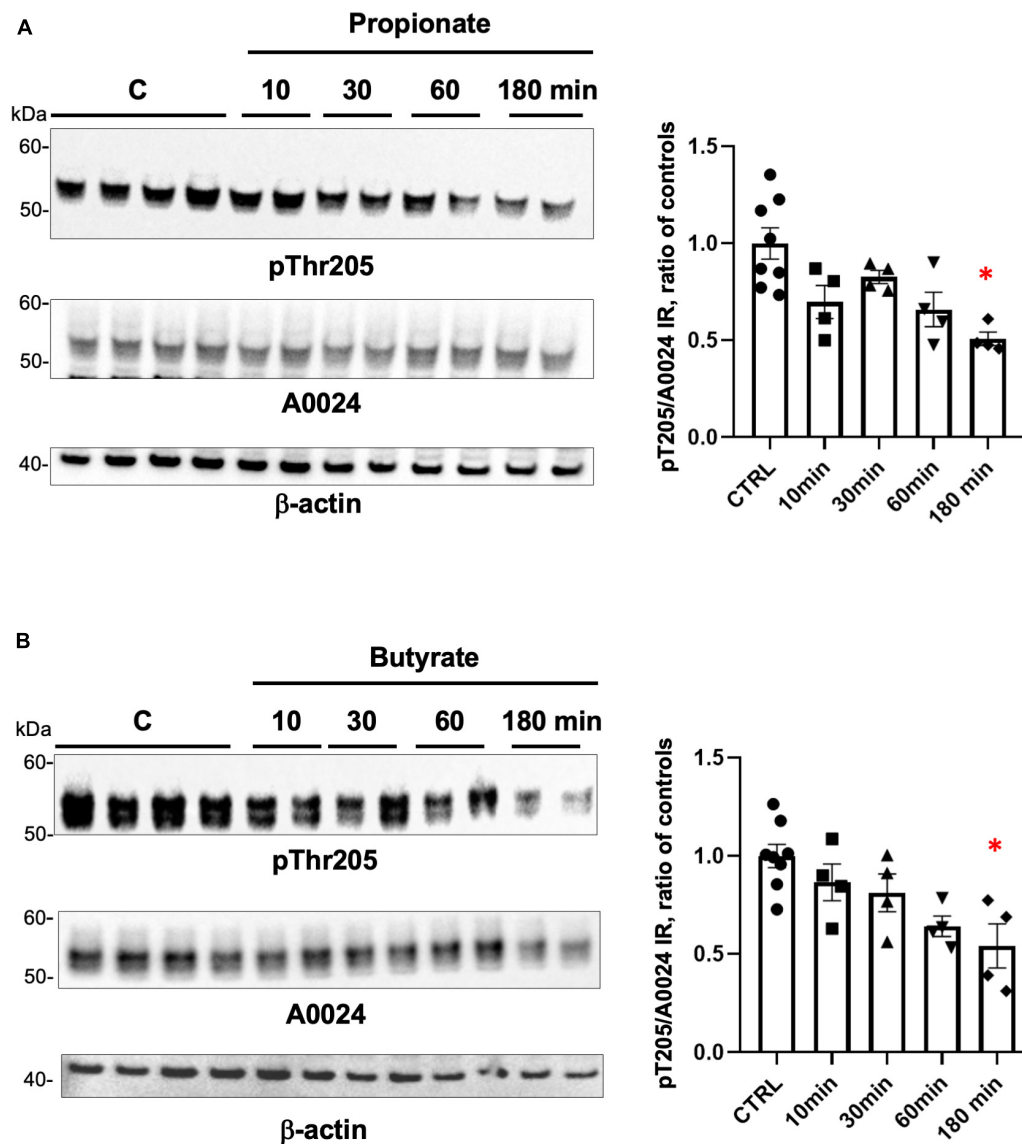 A
Propionate
C 10 30 60 180 min
kDa
60-
50-
pThr205
60-
50-
A0024
40-
β-actin
pT205/A0024 IR, ratio of controls
1.5
1.0
0.5
0.0
*
CTRL 10min 30min 60min 180 min
B
Butyrate
C 10 30 60 180 min
kDa
60-
50-
pThr205
60-
50-
A0024
40-
β-actin
pT205/A0024 IR, ratio of controls
1.5
1.0
0.5
0.0
*
CTRL 10min 30min 60min 180 min